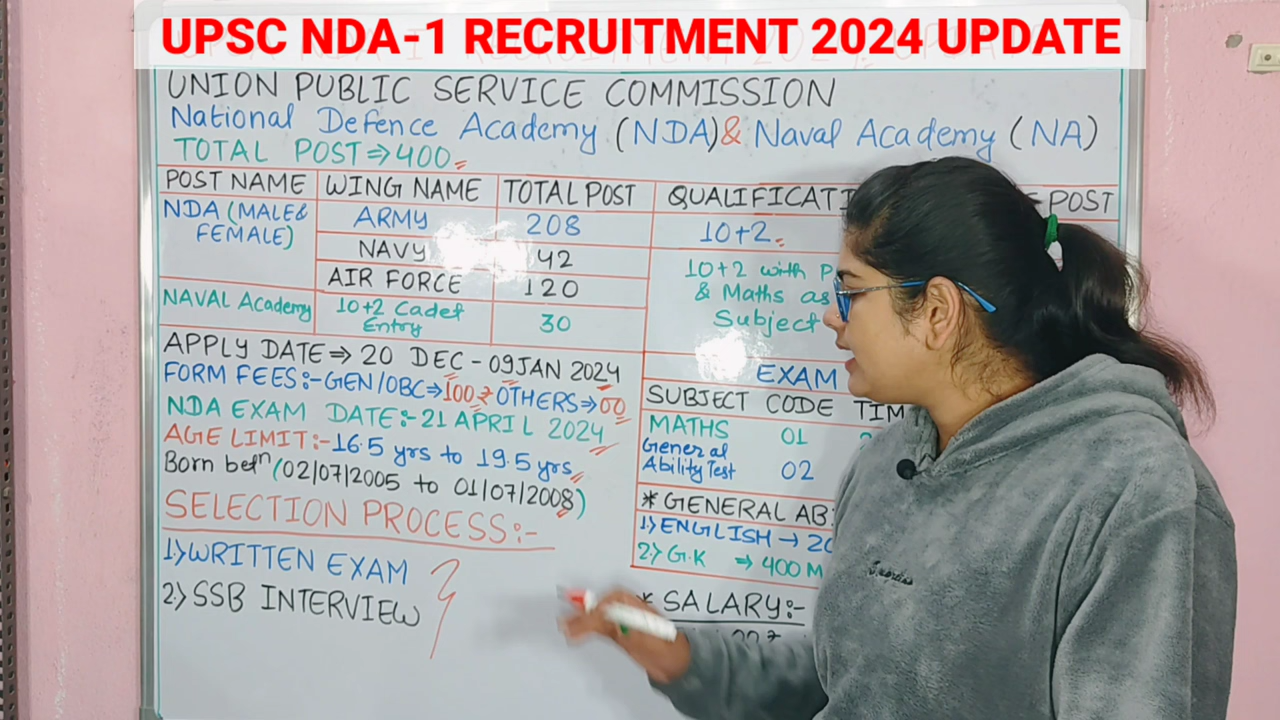 UPSC NDA-1 RECRUITMENT 2024 UPDATE
UNION PUBLIC SERVICE COMMISSION
National Defence Academy (NDA) & Naval Academy (NA)
TOTAL POST ⇒ 400
POST NAME WING NAME TOTAL POST QUALIFICATI POST
NDA (MALE & FEMALE) ARMY 208 10+2
NAVY 42
AIR FORCE 120
NAVAL Academy 10+2 Cadet Entry 30
10+2 with P
& Maths as
Subject
APPLY DATE ⇒ 20 DEC - 09 JAN 2024
FORM FEES:- GEN/OBC ⇒ 100 ₹ OTHERS ⇒ 00
NDA EXAM DATE:- 21 APRIL 2024
AGE LIMIT:- 16.5 yrs to 19.5 yrs
Born betn (02/07/2005 to 01/07/2008)
SELECTION PROCESS:-
1.) WRITTEN EXAM
2.) SSB INTERVIEW
EXAM
SUBJECT CODE TIM
MATHS 01
General
Ability Test 02
* GENERAL AB
1.) ENGLISH → 20
2.) G.K ⇒ 400 M
* SALARY:-